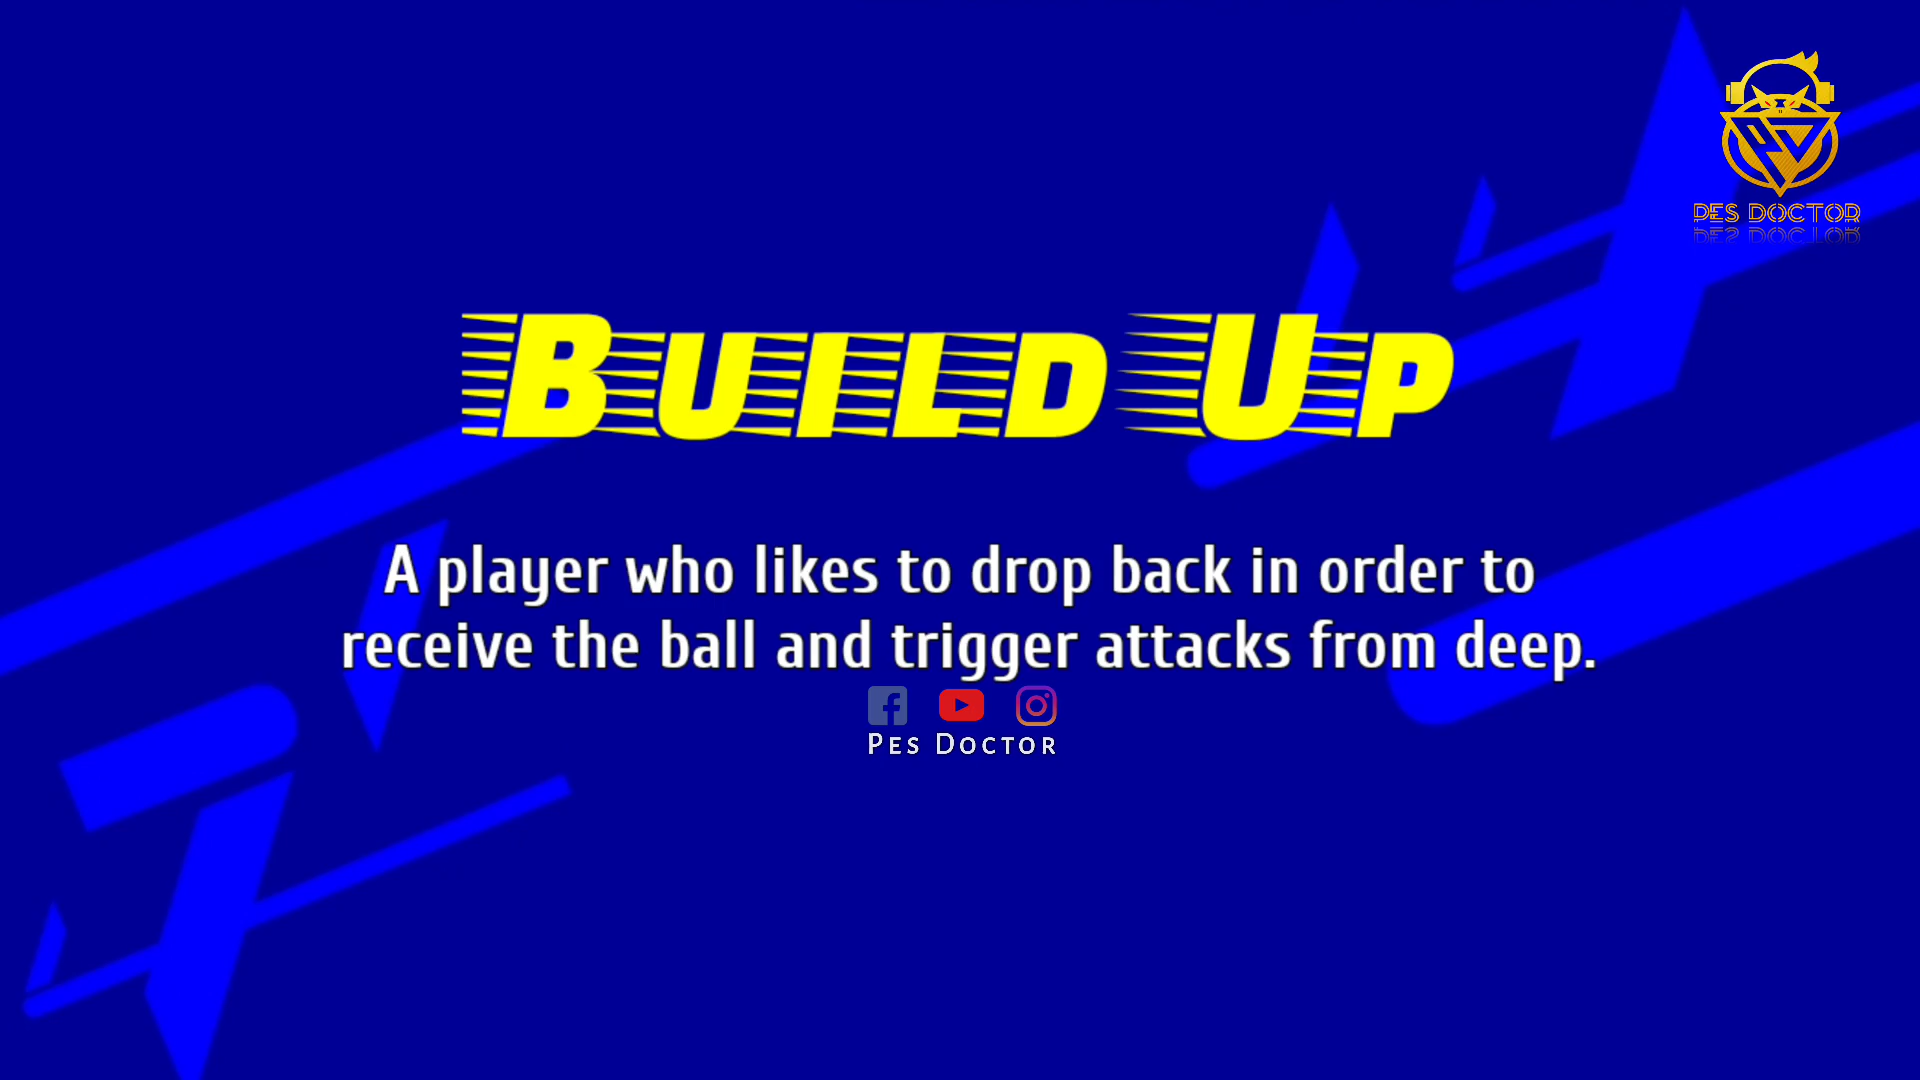 PES DOCTOR
Build Up
A player who likes to drop back in order to
receive the ball and trigger attacks from deep.
Pes Doctor